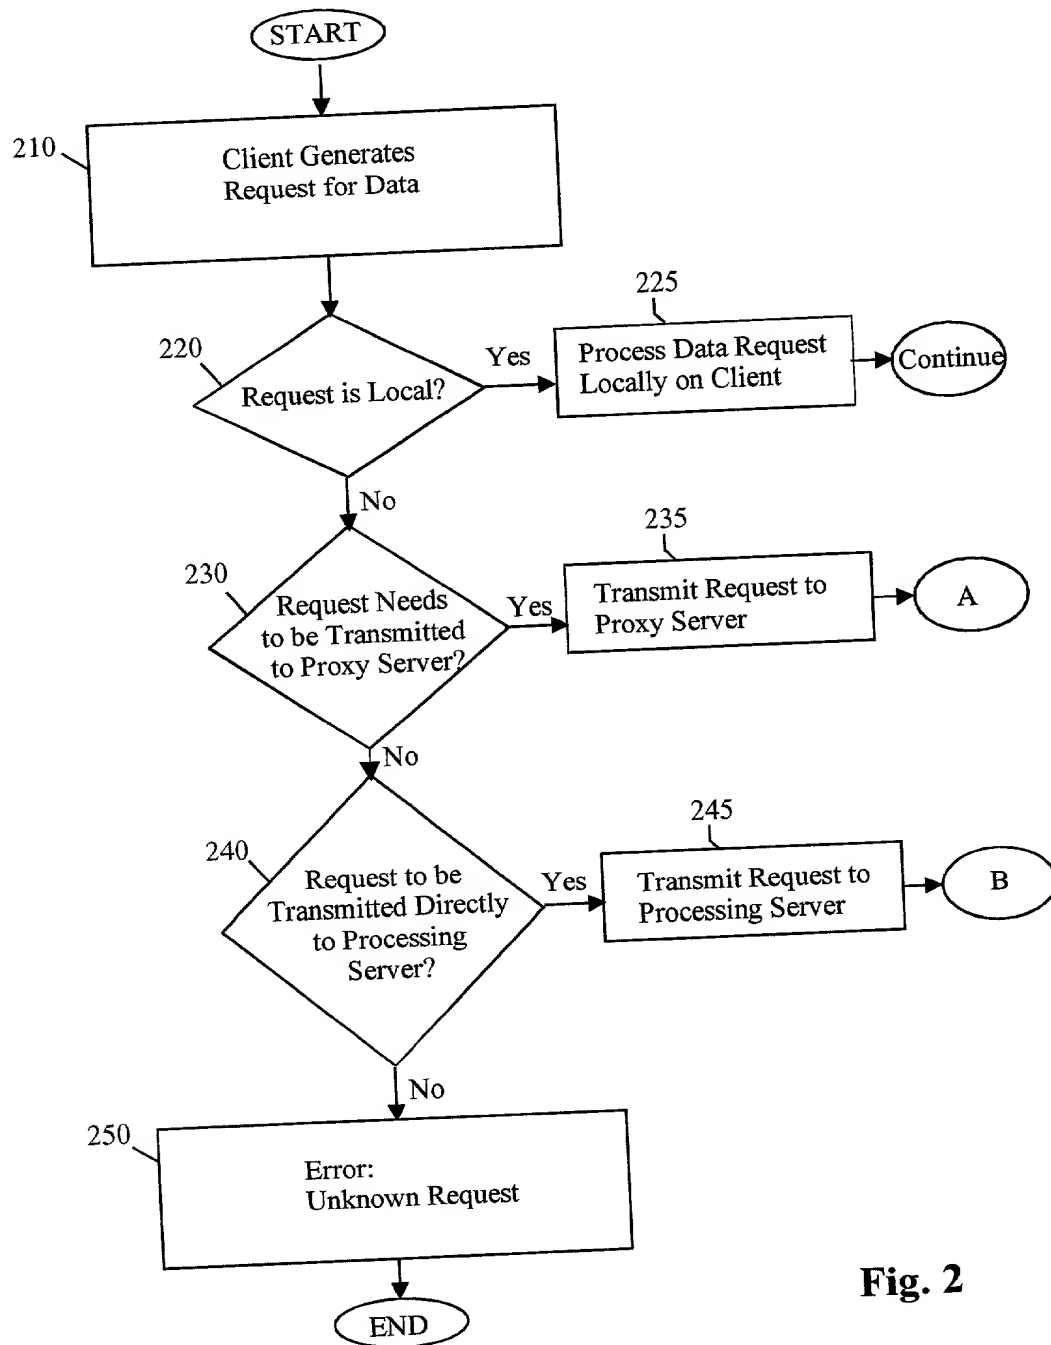 START
210
Client Generates
Request for Data
220
Request is Local?
Yes
225
Process Data Request
Locally on Client
Continue
No
230
Request Needs
to be Transmitted
to Proxy Server?
Yes
235
Transmit Request to
Proxy Server
A
No
240
Request to be
Transmitted Directly
to Processing
Server?
Yes
245
Transmit Request to
Processing Server
B
No
250
Error:
Unknown Request
END
Fig. 2